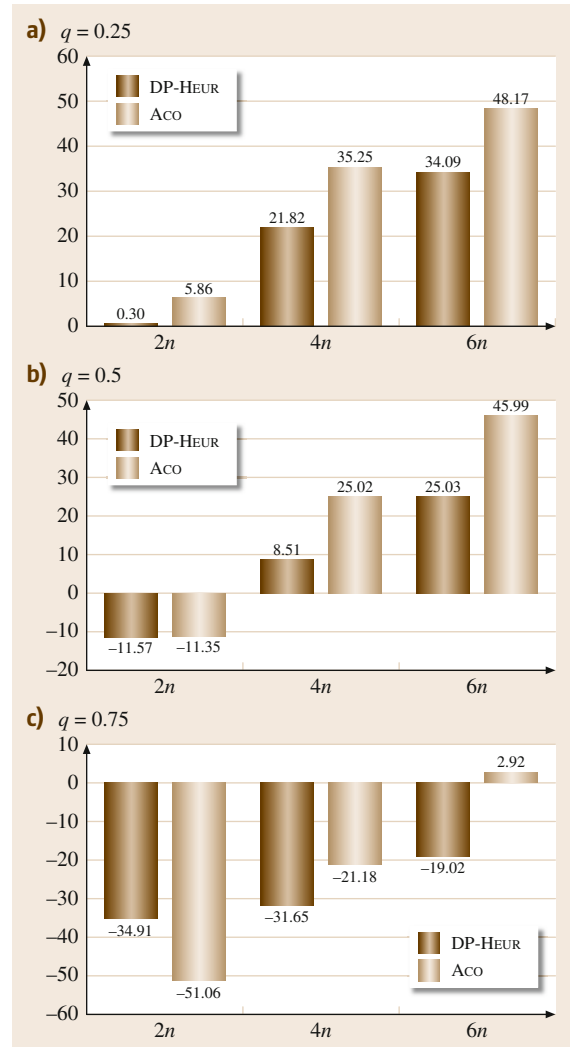 a) q = 0.25
60
50
40
30
20
10
0
DP-HEUR
ACO
0.30
5.86
21.82
35.25
34.09
48.17
2n
4n
6n
b) q = 0.5
50
40
30
20
10
0
–10
–20
DP-HEUR
ACO
–11.57
–11.35
8.51
25.02
25.03
45.99
2n
4n
6n
c) q = 0.75
10
0
–10
–20
–30
–40
–50
–60
–34.91
–51.06
–31.65
–21.18
–19.02
2.92
DP-HEUR
ACO
2n
4n
6n